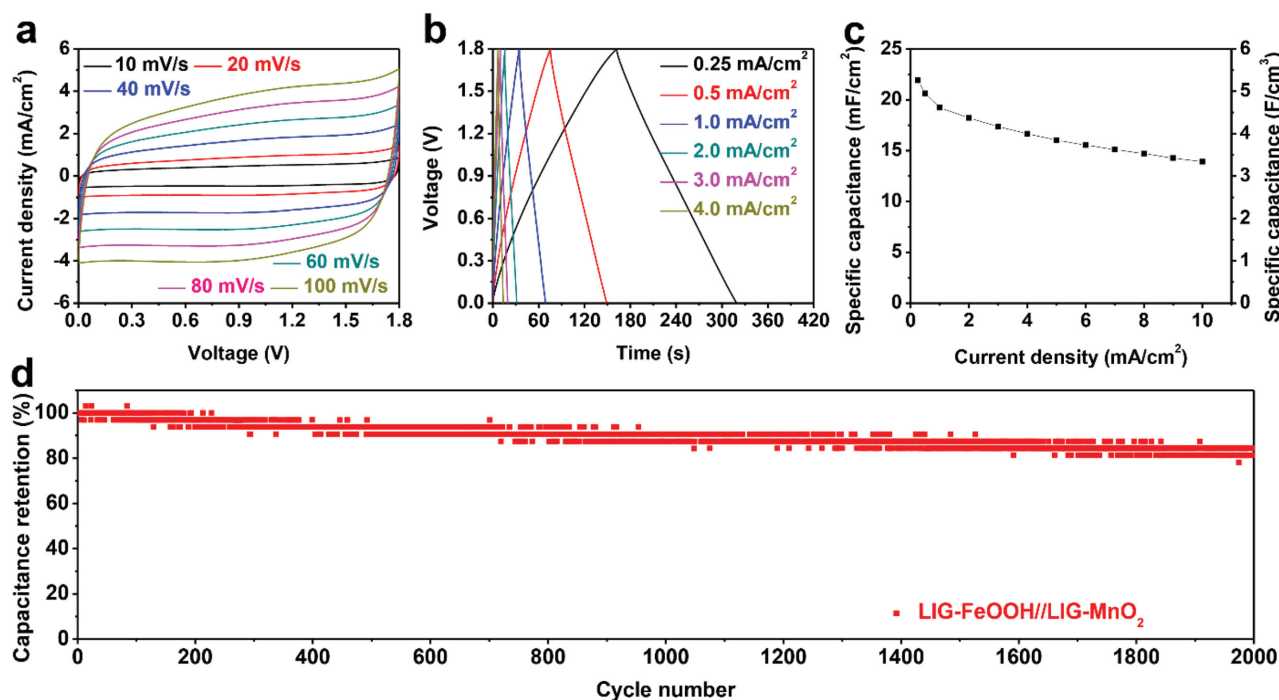 a
6
4
2
0
-2
-4
-6
Current density (mA/cm²)
10 mV/s 20 mV/s
40 mV/s
60 mV/s
80 mV/s 100 mV/s
0.0 0.3 0.6 0.9 1.2 1.5 1.8
Voltage (V)
b
1.8
1.5
1.2
0.9
0.6
0.3
0.0
Voltage (V)
0.25 mA/cm²
0.5 mA/cm²
1.0 mA/cm²
2.0 mA/cm²
3.0 mA/cm²
4.0 mA/cm²
0 60 120 180 240 300 360 420
Time (s)
c
25
20
15
10
5
0
Specific capacitance (mF/cm²)
6
5
4
3
2
1
0
Specific capacitance (F/cm³)
0 2 4 6 8 10
Current density (mA/cm²)
d
100
80
60
40
20
0
Capacitance retention (%)
LIG-FeOOH//LIG-MnO₂
0 200 400 600 800 1000 1200 1400 1600 1800 2000
Cycle number